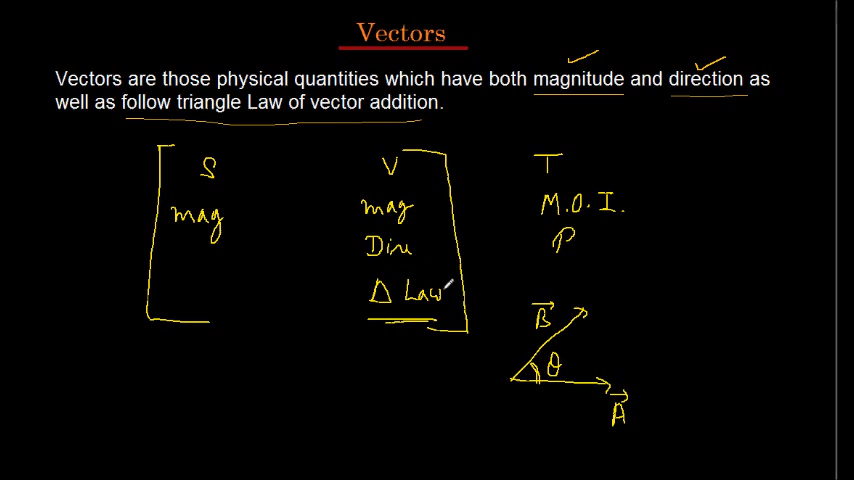 Vectors
Vectors are those physical quantities which have both magnitude and direction as
well as follow triangle Law of vector addition.
S V T
mag mag M.O.I.
Dire P
Δ Law
B
θ
A